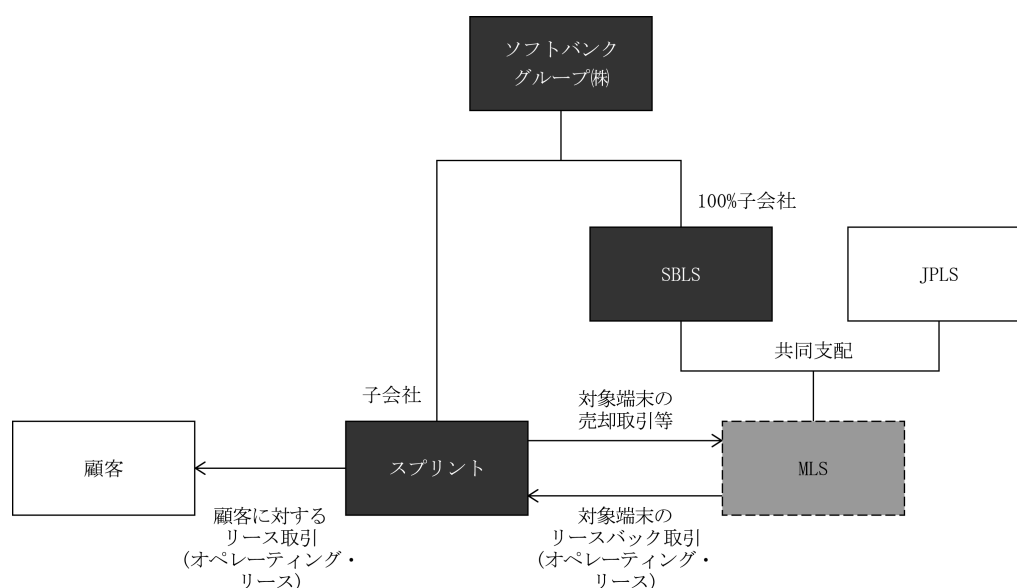 ソフトバンク
グループ㈱
100%子会社
SBLS
JPLS
共同支配
子会社
対象端末の
売却取引等
顧客
スプリント
MLS
顧客に対する
リース取引
(オペレーティング・
リース)
対象端末の
リースバック取引
(オペレーティング・
リース)